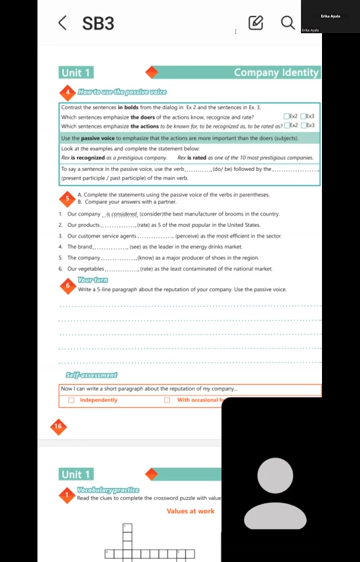 SB3
Erika Ayala
Erika Ayala
Unit 1
Company Identity
4 How to use the passive voice
Contrast the sentences in bolds from the dialog in Ex.2 and the sentences in Ex. 3.
Which sentences emphasize the doers of the actions know, recognize and rate? Ex2 Ex3
Which sentences emphasize the actions to be known for, to be recognized as, to be rated as? Ex2 Ex3
Use the passive voice to emphasize that the actions are more important than the doers (subjects).
Look at the examples and complete the statement below:
Rex is recognized as a prestigious company. Rex is rated as one of the 10 most prestigious companies.
To say a sentence in the passive voice, use the verb.............(do/ be) followed by the.....................
(present participle / past participle) of the main verb.
5 A. Complete the statements using the passive voice of the verbs in parentheses.
B. Compare your answers with a partner.
1. Our company is considered (consider)the best manufacturer of brooms in the country.
2. Our products................(rate) as 5 of the most popular in the United States.
3. Our customer service agents ................ (perceive) as the most efficient in the sector.
4. The brand................(see) as the leader in the energy drinks market.
5. The company................(know) as a major producer of shoes in the region.
6. Our vegetables ................(rate) as the least contaminated of the national market.
6 Your turn
Write a 5-line paragraph about the reputation of your company. Use the passive voice.
Self-assessment
Now I can write a short paragraph about the reputation of my company...
Independently
With occasional
16
Unit 1
1 Vocabulary practice
Read the clues to complete the crossword puzzle with value
Values at work